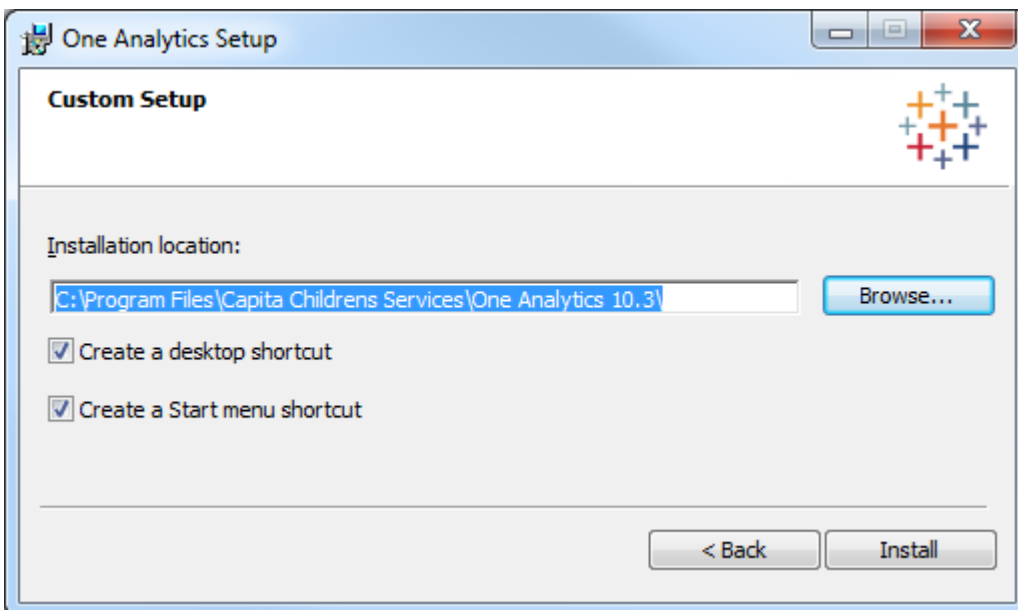 One Analytics Setup
Custom Setup
Installation location:
C:\Program Files\Capita Childrens Services\One Analytics 10.3\
Browse...
Create a desktop shortcut
Create a Start menu shortcut
< Back
Install